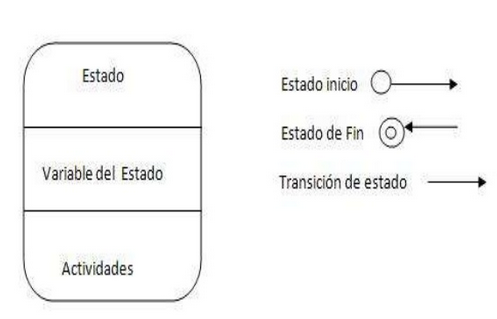 Estado
Variable del Estado
Actividades
Estado inicio
Estado de Fin
Transición de estado